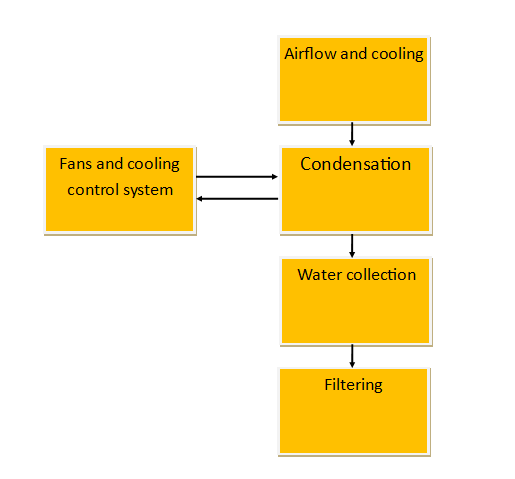 Airflow and cooling
Fans and cooling
control system
Condensation
Water collection
Filtering